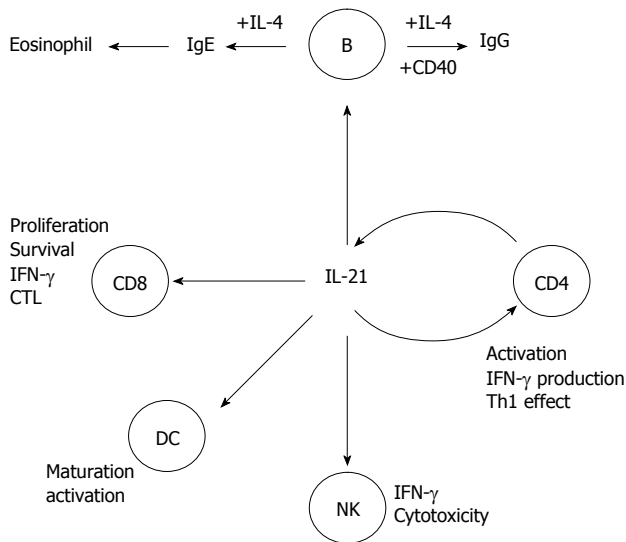 +IL-4
+IL-4
Eosinophil
IgE
B
IgG
+CD40
Proliferation
Survival
IFN-γ
CTL
CD8
IL-21
CD4
Activation
IFN-γ production
Th1 effect
DC
Maturation
activation
NK
IFN-γ
Cytotoxicity